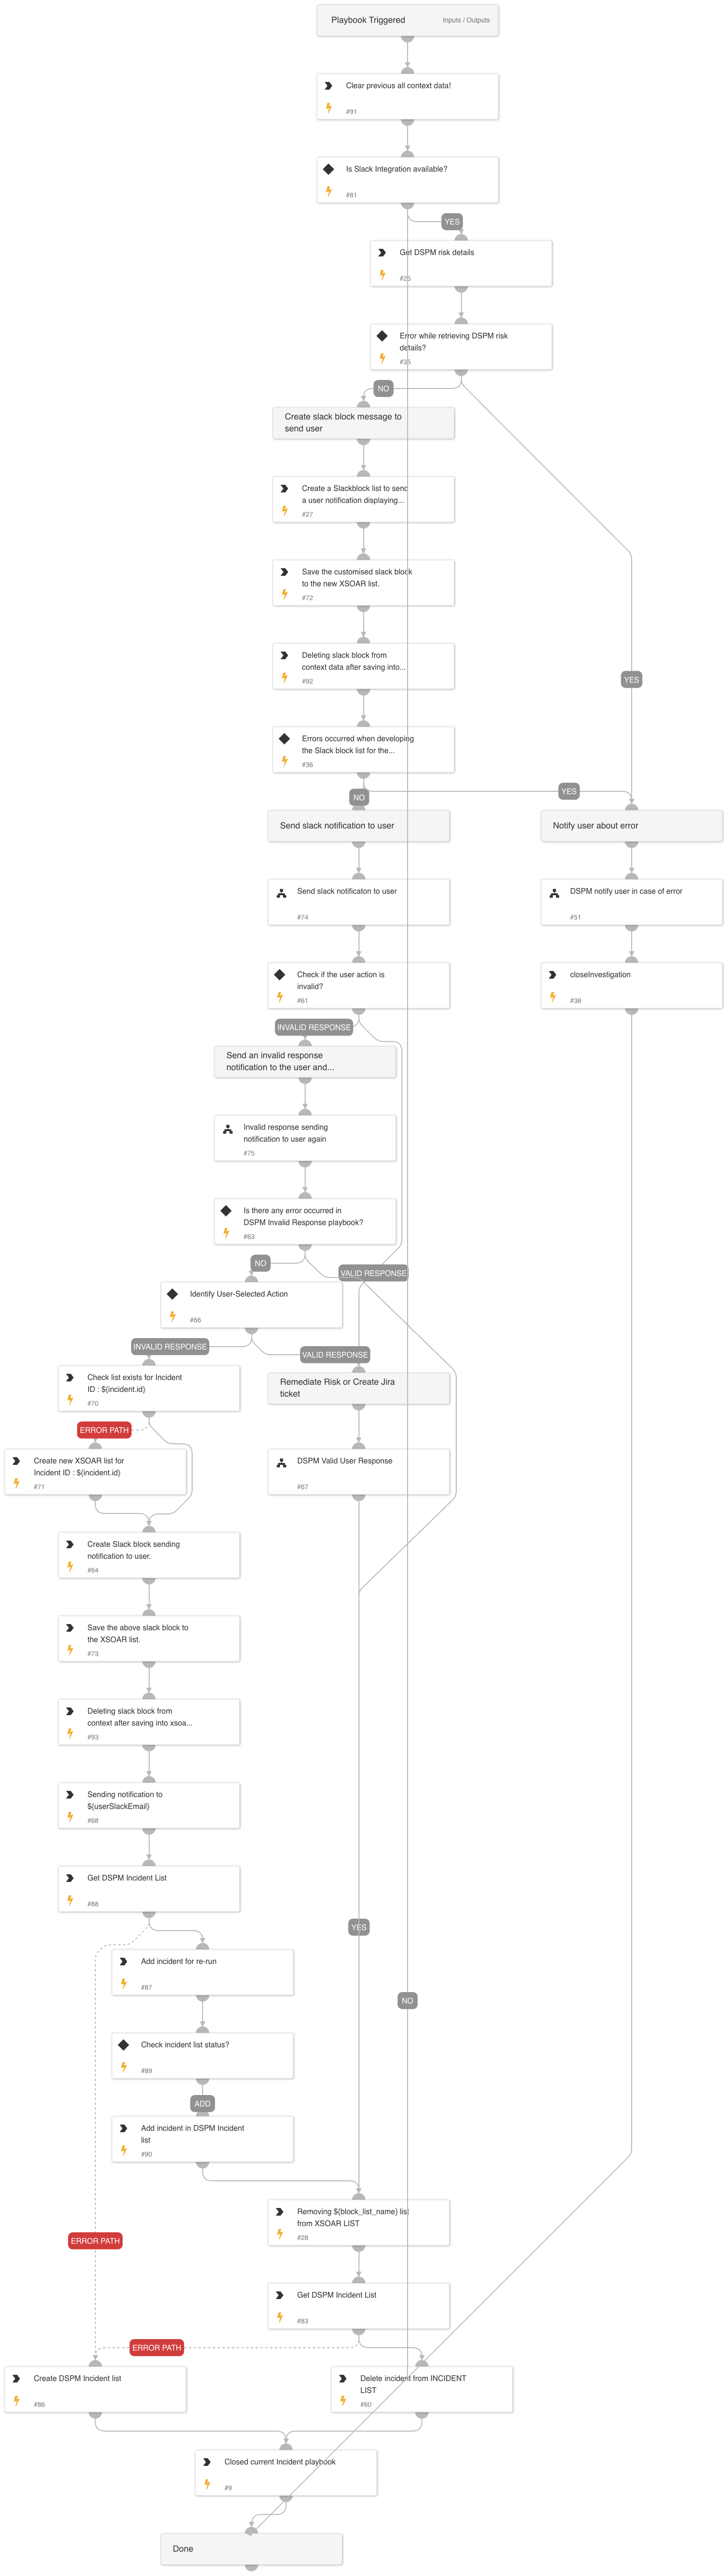 Playbook Triggered
Inputs / Outputs
Clear previous all context data!
#91
Is Slack Integration available?
#81
YES
Get DSPM risk details
#25
Error while retrieving DSPM risk
details?
#35
NO
Create slack block message to
send user
Create a Slackblock list to send
a user notification displaying...
#27
Save the customised slack block
to the new XSOAR list.
#72
Deleting slack block from
context data after saving into...
#92
YES
Errors occurred when developing
the Slack block list for the...
#36
NO
YES
Send slack notification to user
Notify user about error
Send slack notificaton to user
#74
DSPM notify user in case of error
#51
Check if the user action is
invalid?
#61
closeInvestigation
#38
INVALID RESPONSE
Send an invalid response
notification to the user and...
Invalid response sending
notification to user again
#75
Is there any error occurred in
DSPM Invalid Response playbook?
#63
NO
VALID RESPONSE
Identify User-Selected Action
#66
INVALID RESPONSE
VALID RESPONSE
Check list exists for Incident
ID : ${incident.id}
#70
Remediate Risk or Create Jira
ticket
ERROR PATH
Create new XSOAR list for
Incident ID : ${incident.id}
#71
DSPM Valid User Response
#67
Create Slack block sending
notification to user.
#64
Save the above slack block to
the XSOAR list.
#73
Deleting slack block from
context after saving into xsoa...
#93
Sending notification to
${userSlackEmail}
#68
Get DSPM Incident List
#88
YES
Add incident for re-run
#87
NO
Check incident list status?
#89
ADD
Add incident in DSPM Incident
list
#90
Removing ${block_list_name} list
from XSOAR LIST
#28
ERROR PATH
Get DSPM Incident List
#83
ERROR PATH
Create DSPM Incident list
#86
Delete incident from INCIDENT
LIST
#60
Closed current Incident playbook
#9
Done